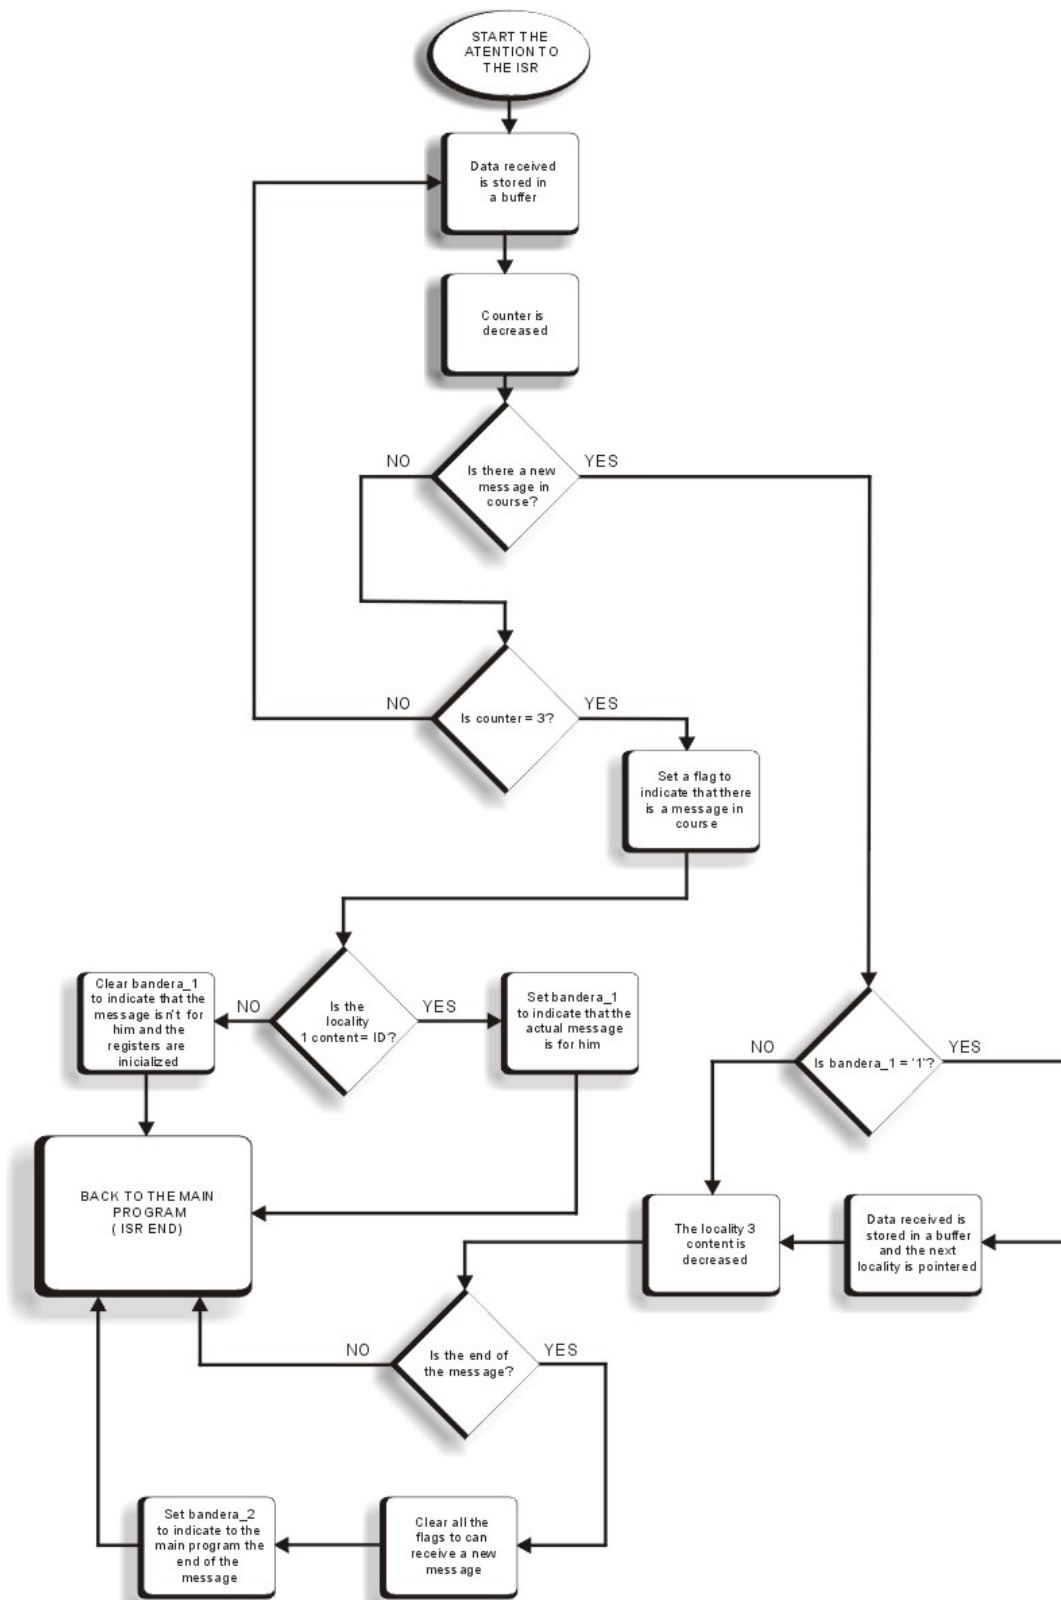 START THE
ATENTION TO
THE ISR
Data received
is stored in
a buffer
Counter is
decreased
NO
YES
Is there a new
message in
course?
NO
YES
Is counter = 3?
Set a flag to
indicate that there
is a message in
course
Clear bandera_1
to indicate that the
message isn't for
him and the
registers are
inicialized
NO
Is the
locality
1 content= ID?
YES
Set bandera_1
to indicate that the
actual message
is for him
NO
Is bandera_1 = '1'?
YES
BACK TO THE MAIN
PROGRAM
( ISR END)
The locality 3
content is
decreased
Data received is
stored in a buffer
and the next
locality is pointered
NO
Is the end of
the message?
YES
Set bandera_2
to indicate to the
main program the
end of the
message
Clear all the
flags to can
receive a new
message